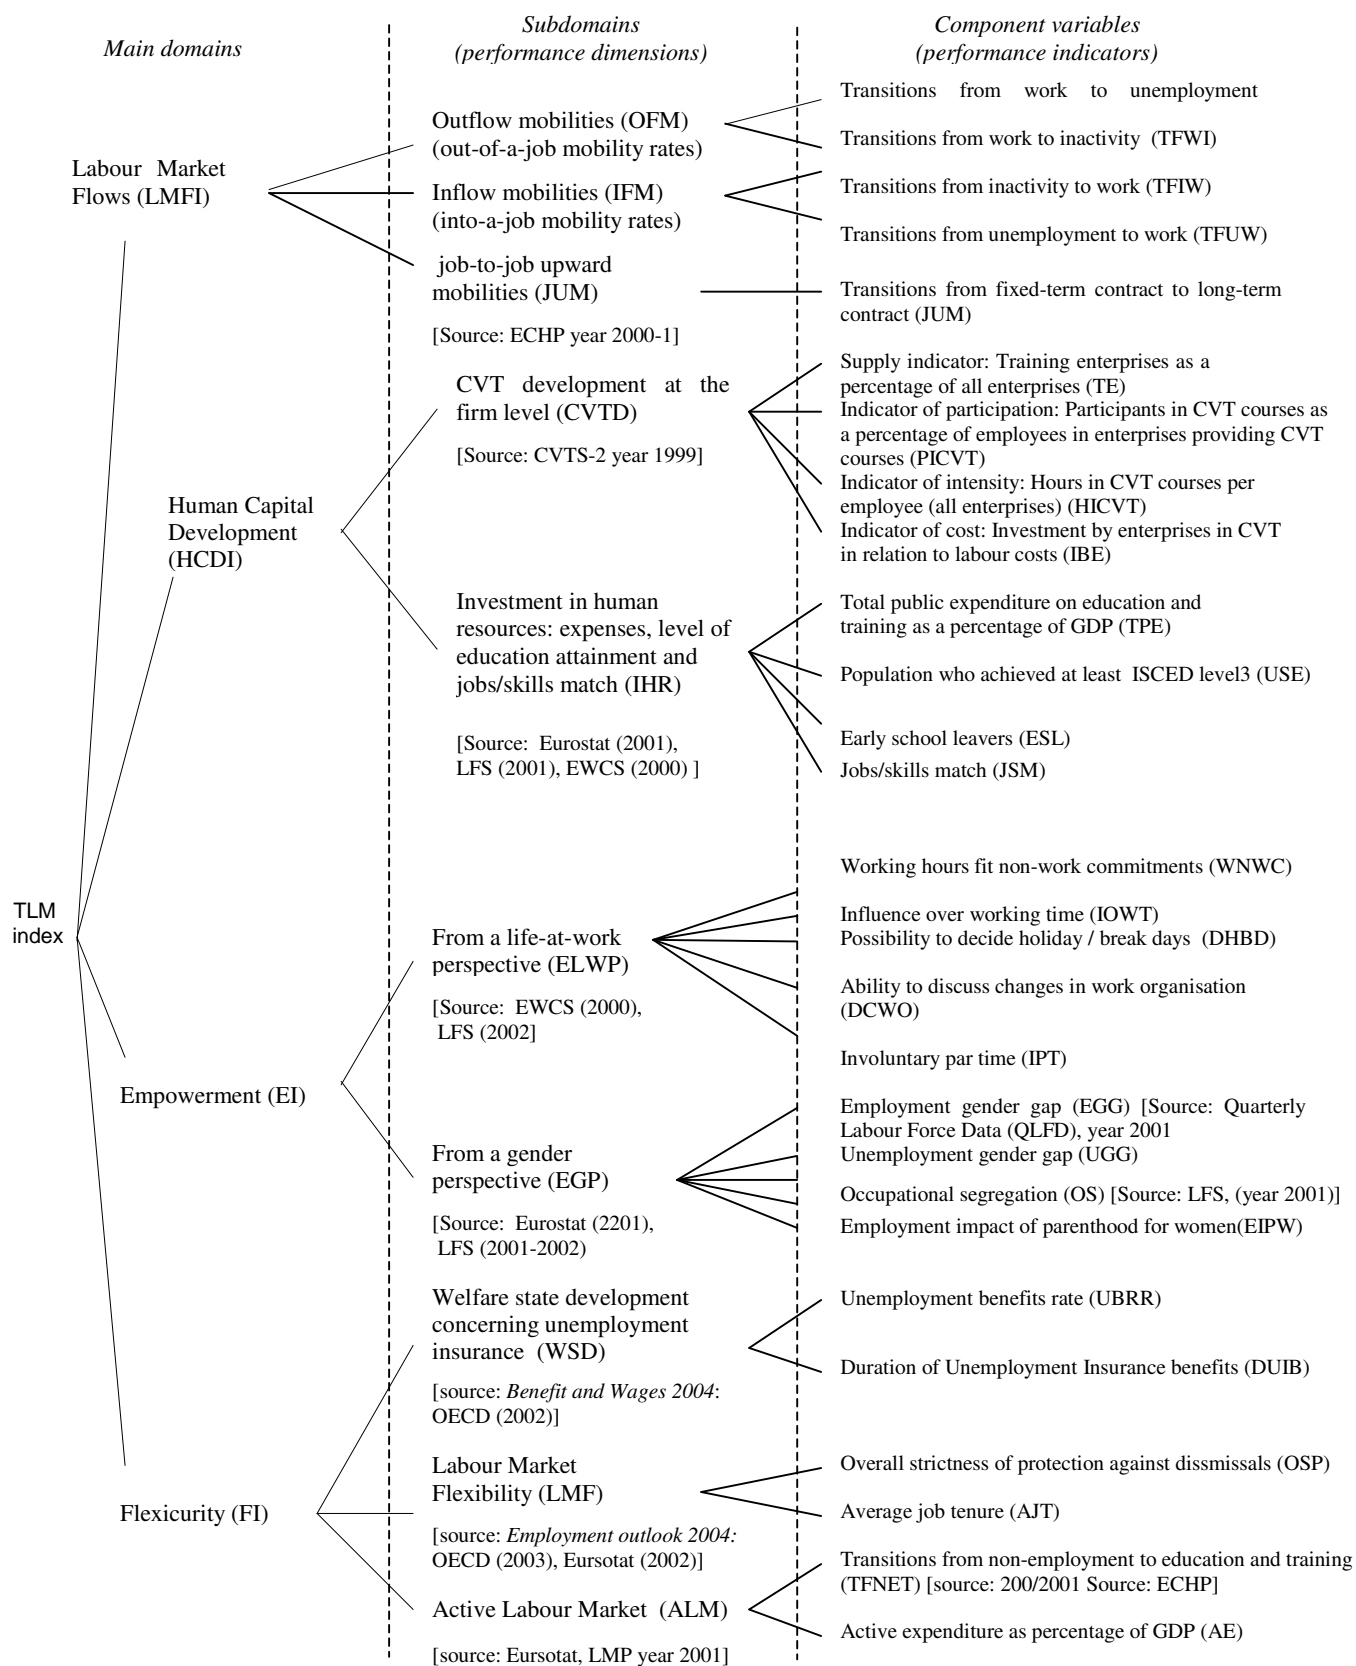 Main domains
Subdomains
(performance dimensions)
Component variables
(performance indicators)
Labour Market
Flows (LMFI)
Outflow mobilities (OFM)
(out-of-a-job mobility rates)
Transitions from work to unemployment
Transitions from work to inactivity (TFWI)
Inflow mobilities (IFM)
(into-a-job mobility rates)
Transitions from inactivity to work (TFIW)
Transitions from unemployment to work (TFUW)
job-to-job upward
mobilities (JUM)
[Source: ECHP year 2000-1]
Transitions from fixed-term contract to long-term
contract (JUM)
Human Capital
Development
(HCDI)
CVT development at the
firm level (CVTD)
[Source: CVTS-2 year 1999]
Supply indicator: Training enterprises as a
percentage of all enterprises (TE)
Indicator of participation: Participants in CVT courses as
a percentage of employees in enterprises providing CVT
courses (PICVT)
Indicator of intensity: Hours in CVT courses per
employee (all enterprises) (HICVT)
Indicator of cost: Investment by enterprises in CVT
in relation to labour costs (IBE)
Investment in human
resources: expenses, level of
education attainment and
jobs/skills match (IHR)
[Source: Eurostat (2001),
LFS (2001), EWCS (2000) ]
Total public expenditure on education and
training as a percentage of GDP (TPE)
Population who achieved at least ISCED level3 (USE)
Early school leavers (ESL)
Jobs/skills match (JSM)
TLM
index
Empowerment (EI)
From a life-at-work
perspective (ELWP)
[Source: EWCS (2000),
LFS (2002]
Working hours fit non-work commitments (WNWC)
Influence over working time (IOWT)
Possibility to decide holiday / break days (DHBD)
Ability to discuss changes in work organisation
(DCWO)
Involuntary par time (IPT)
From a gender
perspective (EGP)
[Source: Eurostat (2201),
LFS (2001-2002)
Employment gender gap (EGG) [Source: Quarterly
Labour Force Data (QLFD), year 2001
Unemployment gender gap (UGG)
Occupational segregation (OS) [Source: LFS, (year 2001)]
Employment impact of parenthood for women(EIPW)
Flexicurity (FI)
Welfare state development
concerning unemployment
insurance (WSD)
[source: Benefit and Wages 2004:
OECD (2002)]
Unemployment benefits rate (UBRR)
Duration of Unemployment Insurance benefits (DUIB)
Labour Market
Flexibility (LMF)
[source: Employment outlook 2004:
OECD (2003), Eursotat (2002)]
Overall strictness of protection against dissmissals (OSP)
Average job tenure (AJT)
Active Labour Market (ALM)
[source: Eursotat, LMP year 2001]
Transitions from non-employment to education and training
(TFNET) [source: 200/2001 Source: ECHP]
Active expenditure as percentage of GDP (AE)